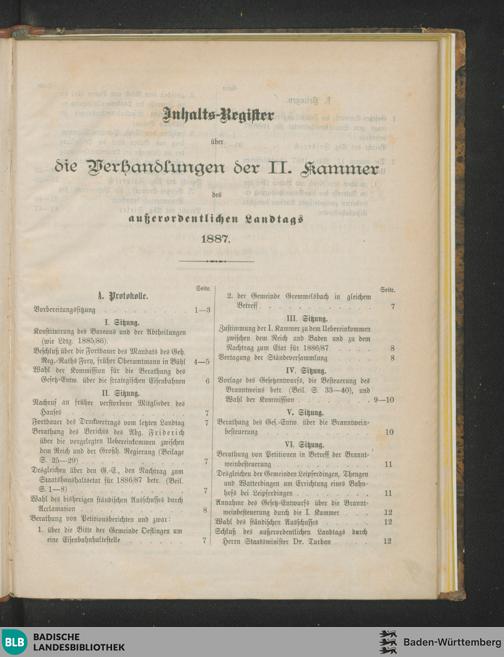 Inhalts-Register
über
die Verhandlungen der II. Kammer
des
außerordentlichen Landtags
1887.
Seite.
A. Protokolle.
Vorbereitungssitzung 1—3
I. Sitzung.
Konstituirung des Bureaus und der Abtheilungen
(wie Ldtg. 1885/86)
Beschluß über die Fortdauer des Mandats des Geh.
Reg.-Raths Frey, früher Oberamtmann in Bühl 4—5
Wahl der Kommission für die Berathung des
Gesetz-Entw. über die strategischen Eisenbahnen 6
II. Sitzung.
Nachruf an früher verstorbene Mitglieder des
Hauses 7
Fortdauer des Druckvertrags vom letzten Landtag 7
Berathung des Berichts des Abg. Friderich
über die vorgelegten Uebereinkommen zwischen
dem Reich und der Großh. Regierung (Beilage
S. 25—29) 7
Desgleichen über den G.-E., den Nachtrag zum
Staatshaushaltsetat für 1886/87 betr. (Beil.
S. 1—8) 7
Wahl des bisherigen ständischen Ausschusses durch
Acclamation 8
Berathung von Petitionsberichten und zwar:
1. über die Bitte der Gemeinde Oeflingen um
eine Eisenbahnhaltestelle 7
Seite.
2. der Gemeinde Gremmelsbach in gleichem
Betreff 7
III. Sitzung.
Zustimmung der I. Kammer zu dem Uebereinkommen
zwischen dem Reich und Baden und zu dem
Nachtrag zum Etat für 1886/87 8
Vertagung der Ständeversammlung 8
IV. Sitzung.
Vorlage des Gesetzentwurfs, die Besteuerung des
Branntweins betr. (Beil. S. 33—40), und
Wahl der Kommission 9—10
V. Sitzung.
Berathung des Ges.-Entw. über die Branntwein-
besteuerung 10
VI. Sitzung.
Berathung von Petitionen in Betreff der Brannt-
weinbesteuerung 11
Desgleichen der Gemeinden Leipferdingen, Thengen
und Watterdingen um Errichtung eines Bahn-
hofs bei Leipferdingen 11
Annahme des Gesetz-Entwurfs über die Brannt-
weinbesteuerung durch die I. Kammer 12
Wahl des ständischen Ausschusses 12
Schluß des außerordentlichen Landtags durch
Herrn Staatsminister Dr. Turban 12
BLB
BADISCHE
LANDESBIBLIOTHEK
Baden-Württemberg